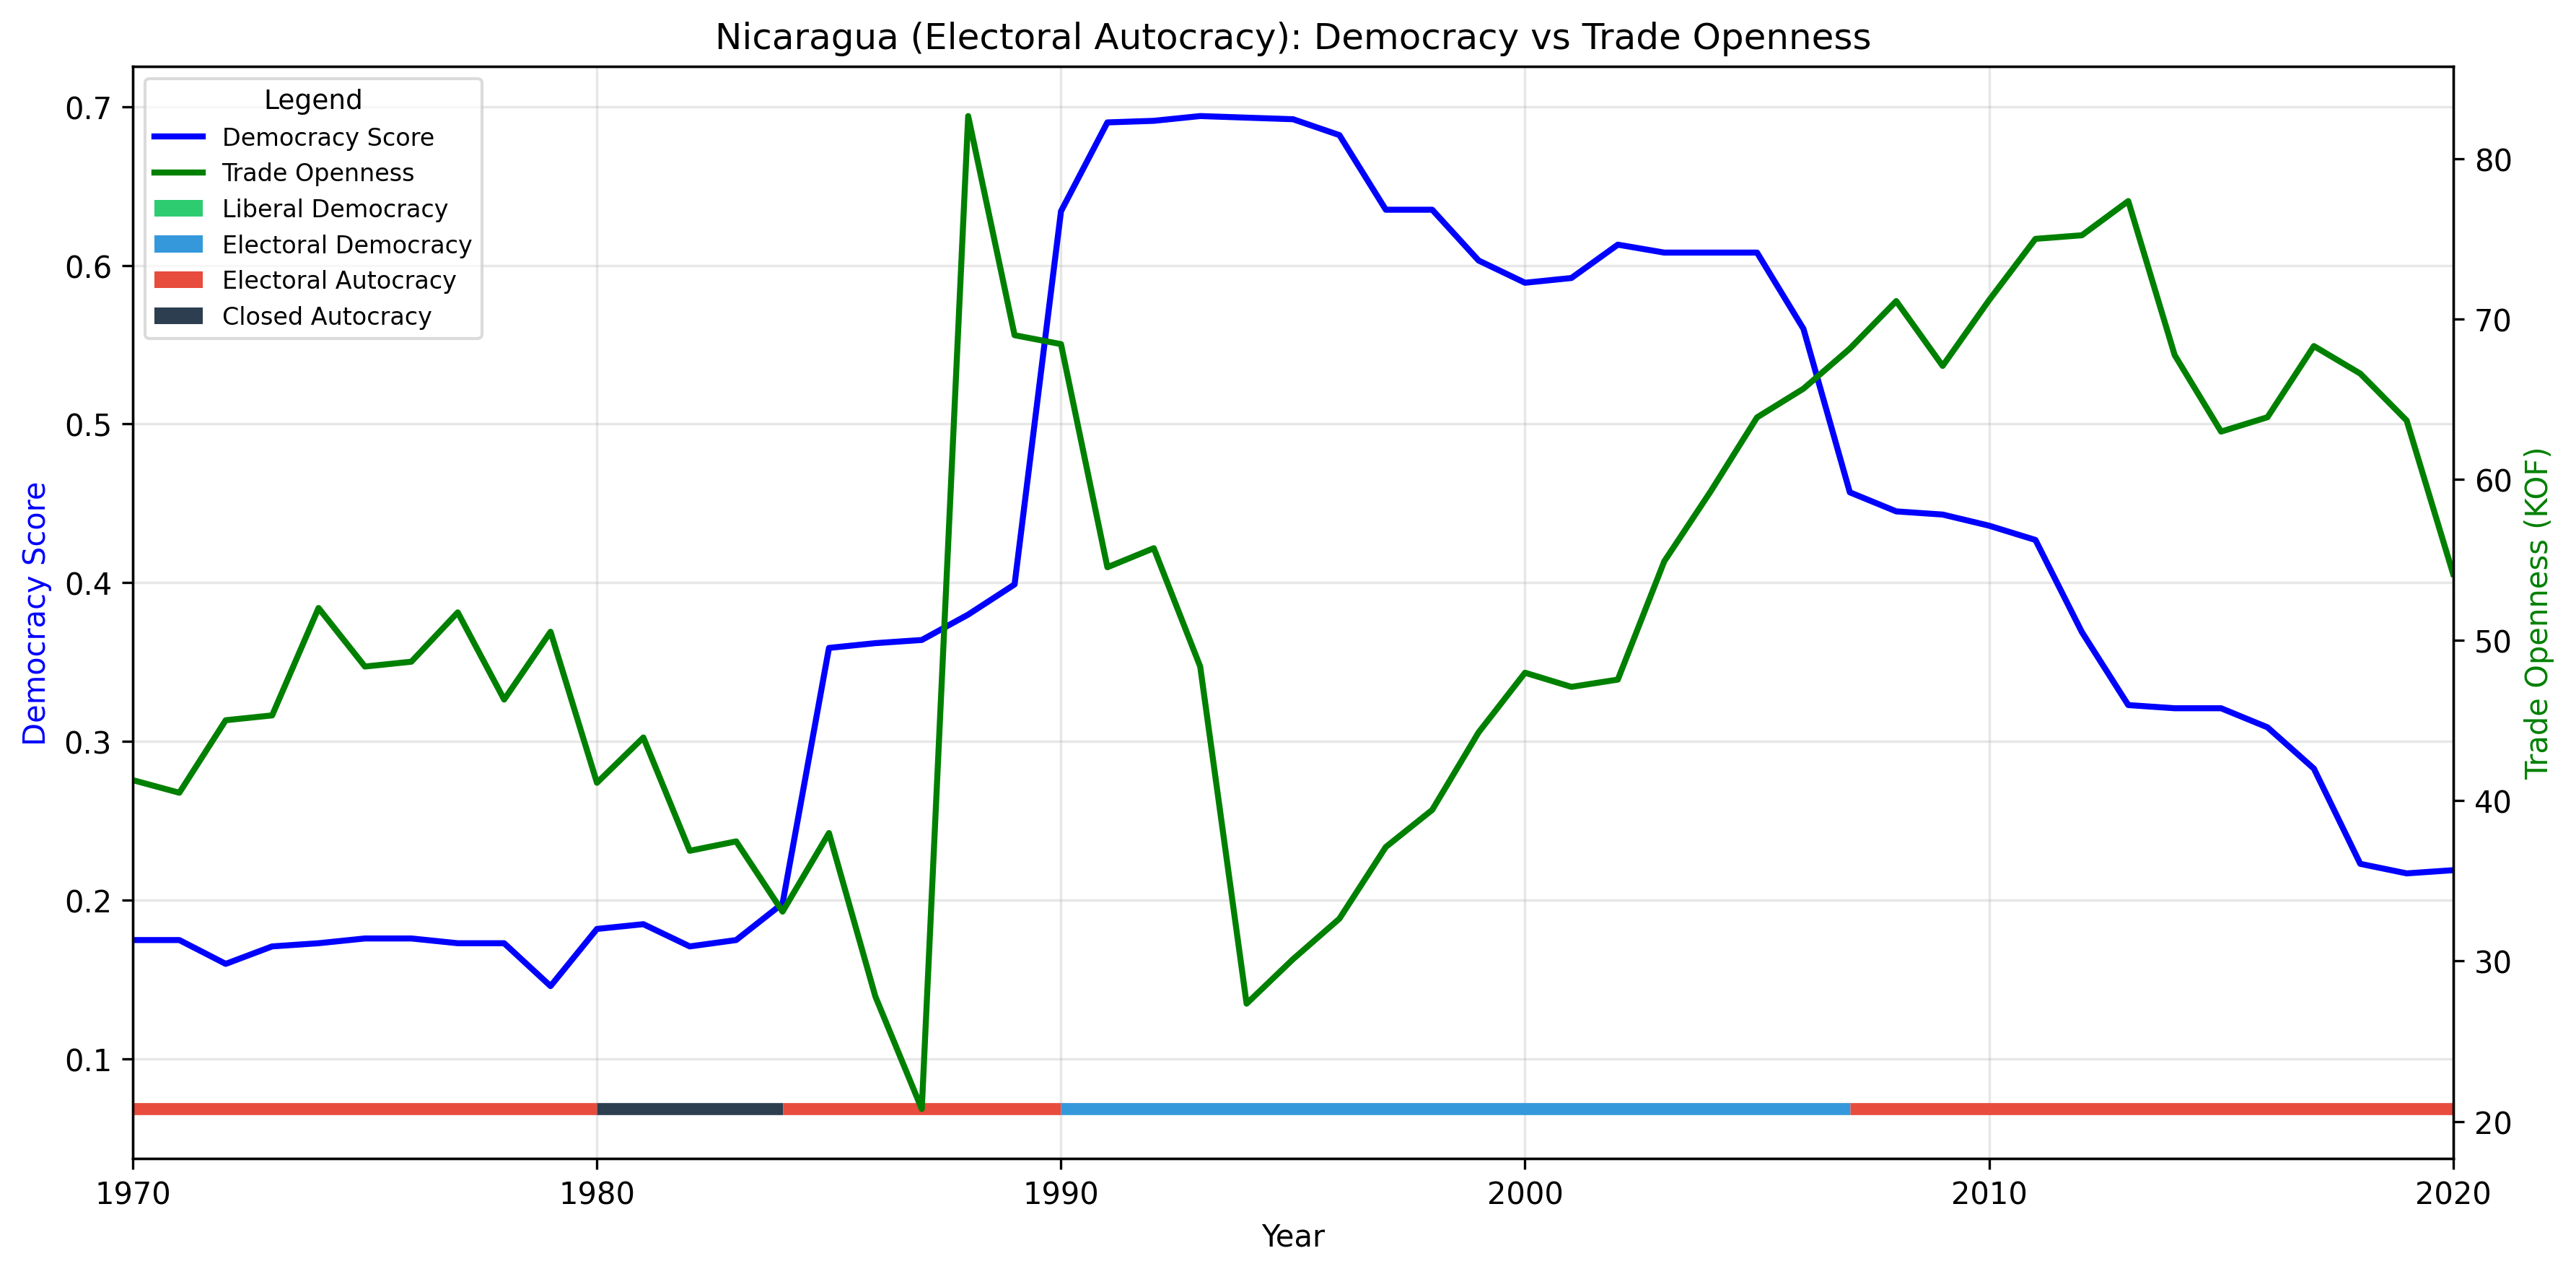 Nicaragua (Electoral Autocracy): Democracy vs Trade Openness
Legend
Democracy Score
Trade Openness
Liberal Democracy
Electoral Democracy
Electoral Autocracy
Closed Autocracy
Democracy Score
0.7
0.6
0.5
0.4
0.3
0.2
0.1
Trade Openness (KOF)
80
70
60
50
40
30
20
1970 1980 1990 2000 2010 2020
Year